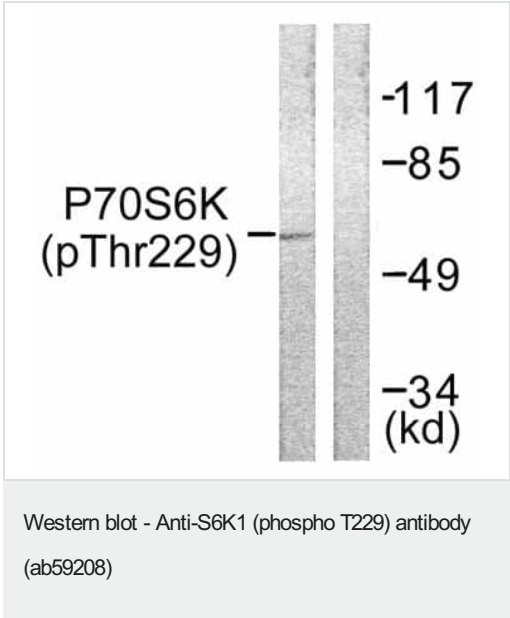 P70S6K
(pThr229)
-117
-85
-49
-34
(kd)
Western blot - Anti-S6K1 (phospho T229) antibody
(ab59208)